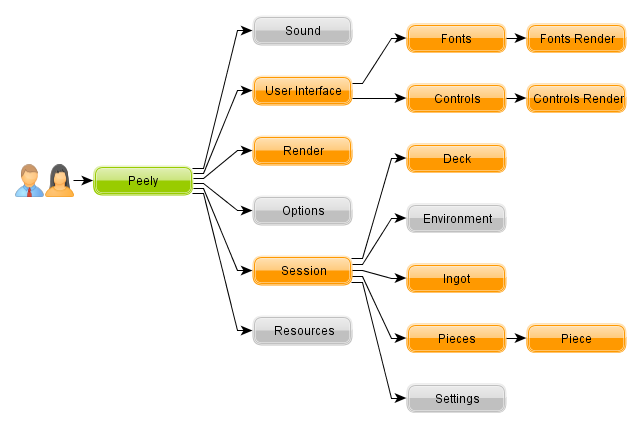 Sound
Fonts
Fonts Render
User Interface
Controls
Controls Render
Render
Deck
Peely
Options
Environment
Session
Ingot
Resources
Pieces
Piece
Settings